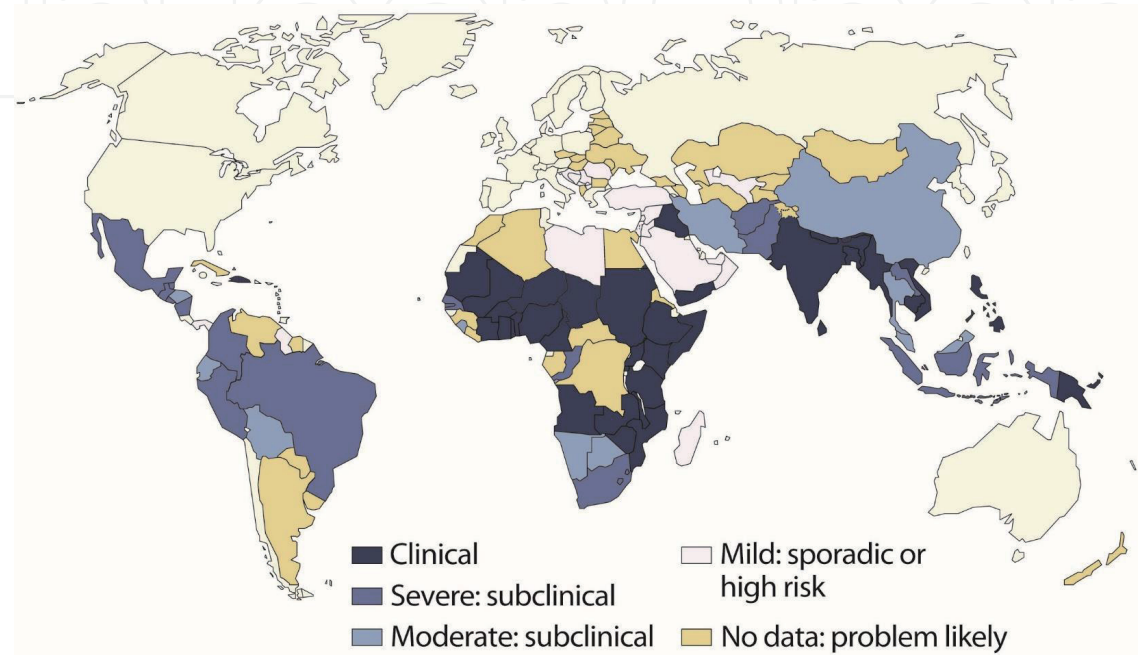 Clinical
Severe: subclinical
Moderate: subclinical
Mild: sporadic or
high risk
No data: problem likely